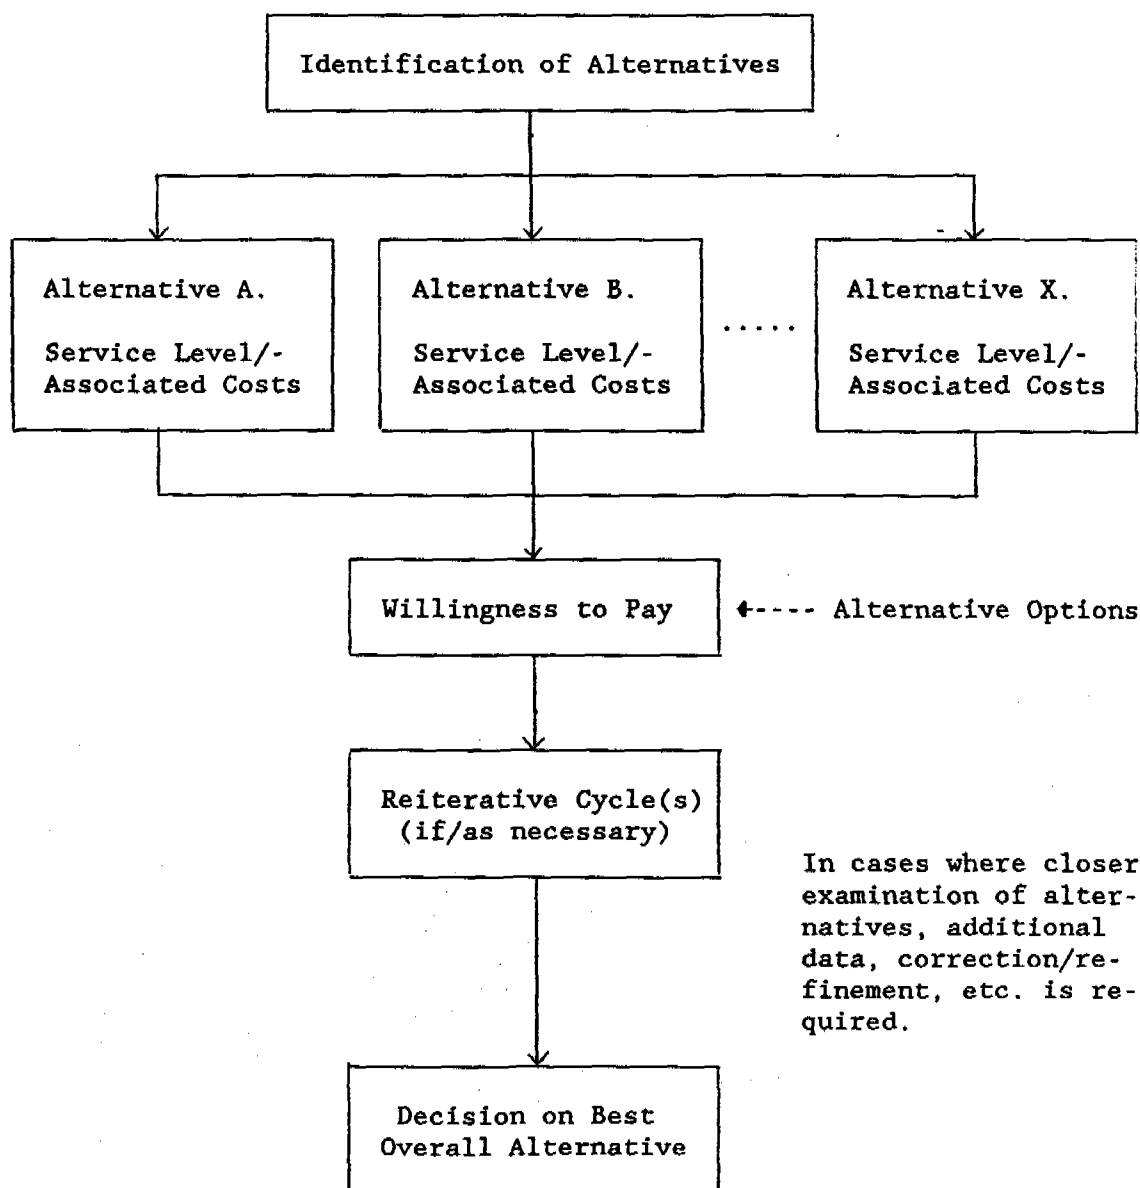 Identification of Alternatives
Alternative A.
Service Level/-
Associated Costs
Alternative B.
Service Level/-
Associated Costs
.....
Alternative X.
Service Level/-
Associated Costs
Willingness to Pay
Alternative Options
Reiterative Cycle(s)
(if/as necessary)
In cases where closer
examination of alter-
natives, additional
data, correction/re-
finement, etc. is re-
quired.
Decision on Best
Overall Alternative